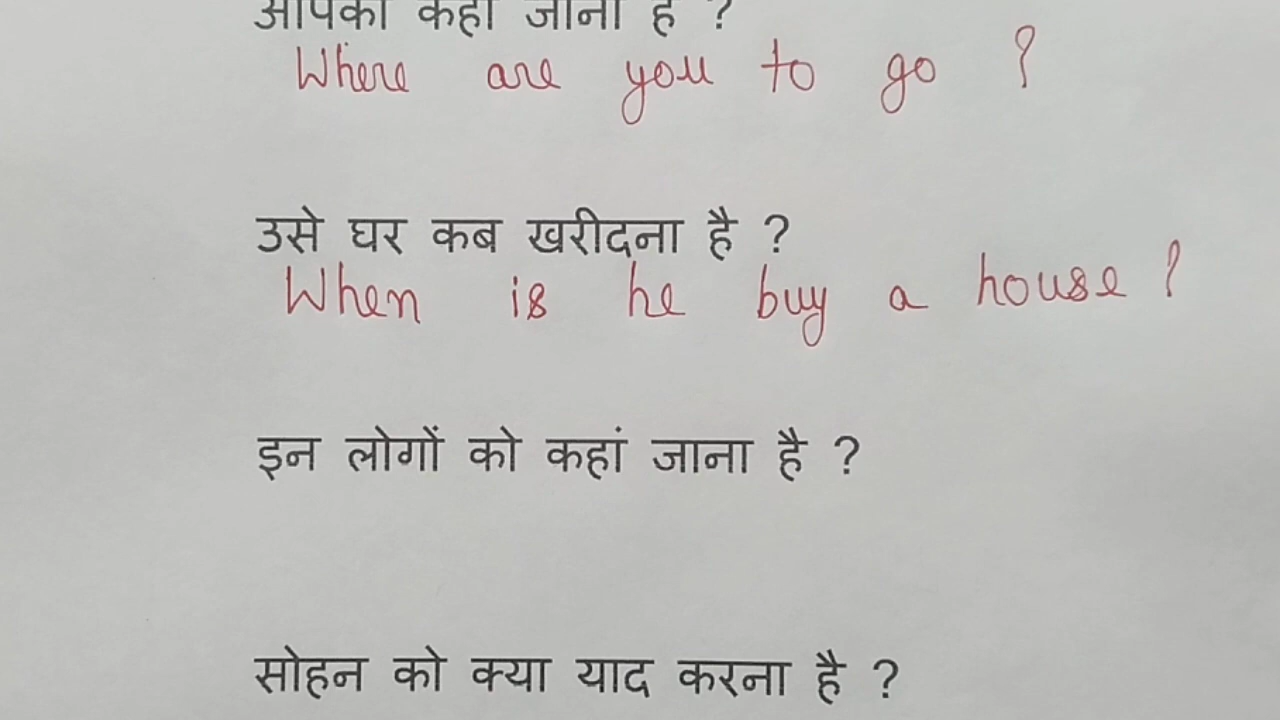 आपको कहां जाना है ?
Where are you to go ?
उसे घर कब खरीदना है ?
When is he buy a house ?
इन लोगों को कहां जाना है ?
सोहन को क्या याद करना है ?